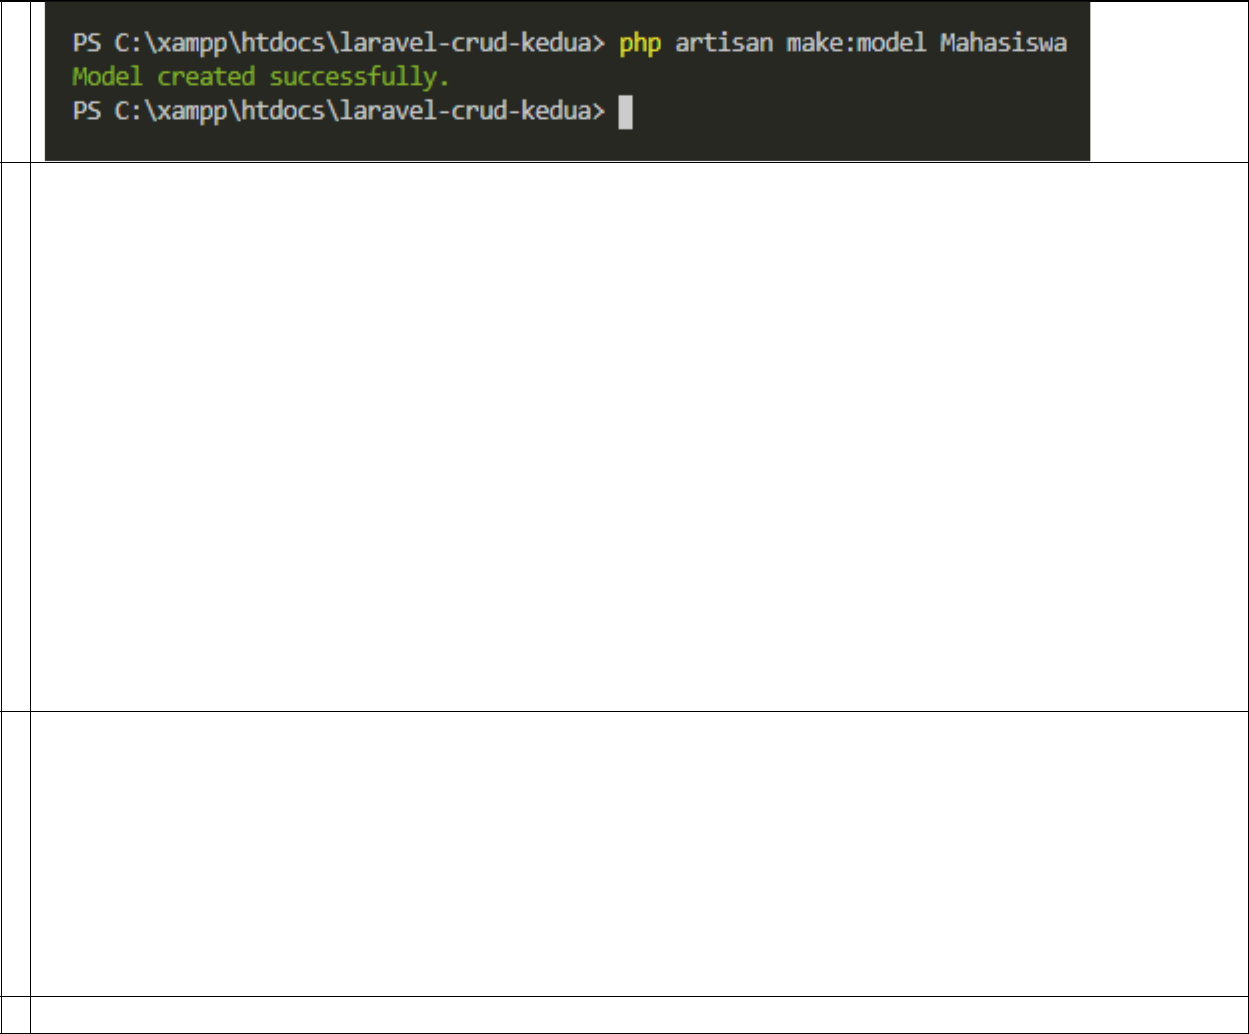 PS C:\xampp\htdocs\laravel-crud-kedua> php artisan make:model Mahasiswa
Model created successfully.
PS C:\xampp\htdocs\laravel-crud-kedua>